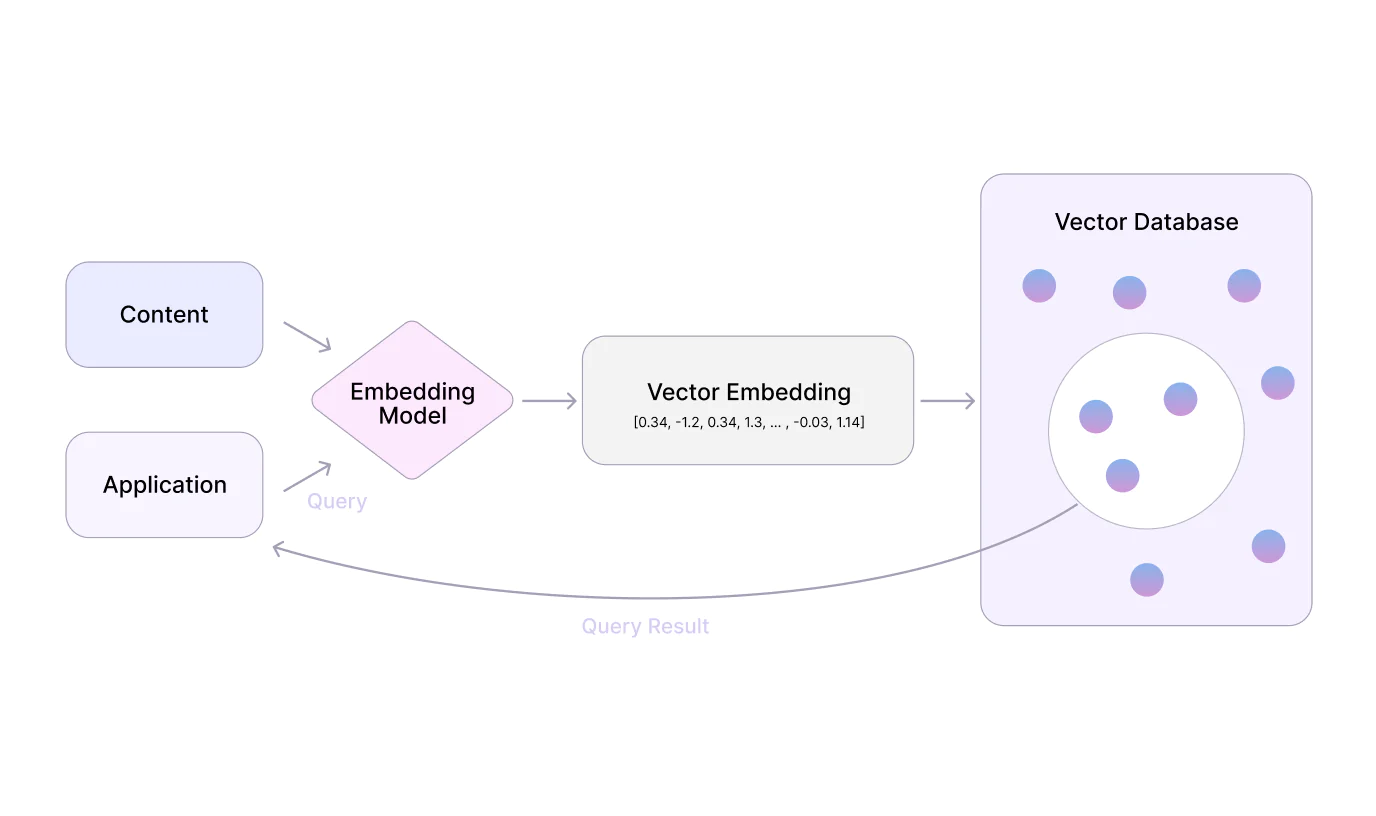 Content
Application
Query
Embedding
Model
Vector Embedding
[0.34, -1.2, 0.34, 1.3, ... , -0.03, 1.14]
Vector Database
Query Result